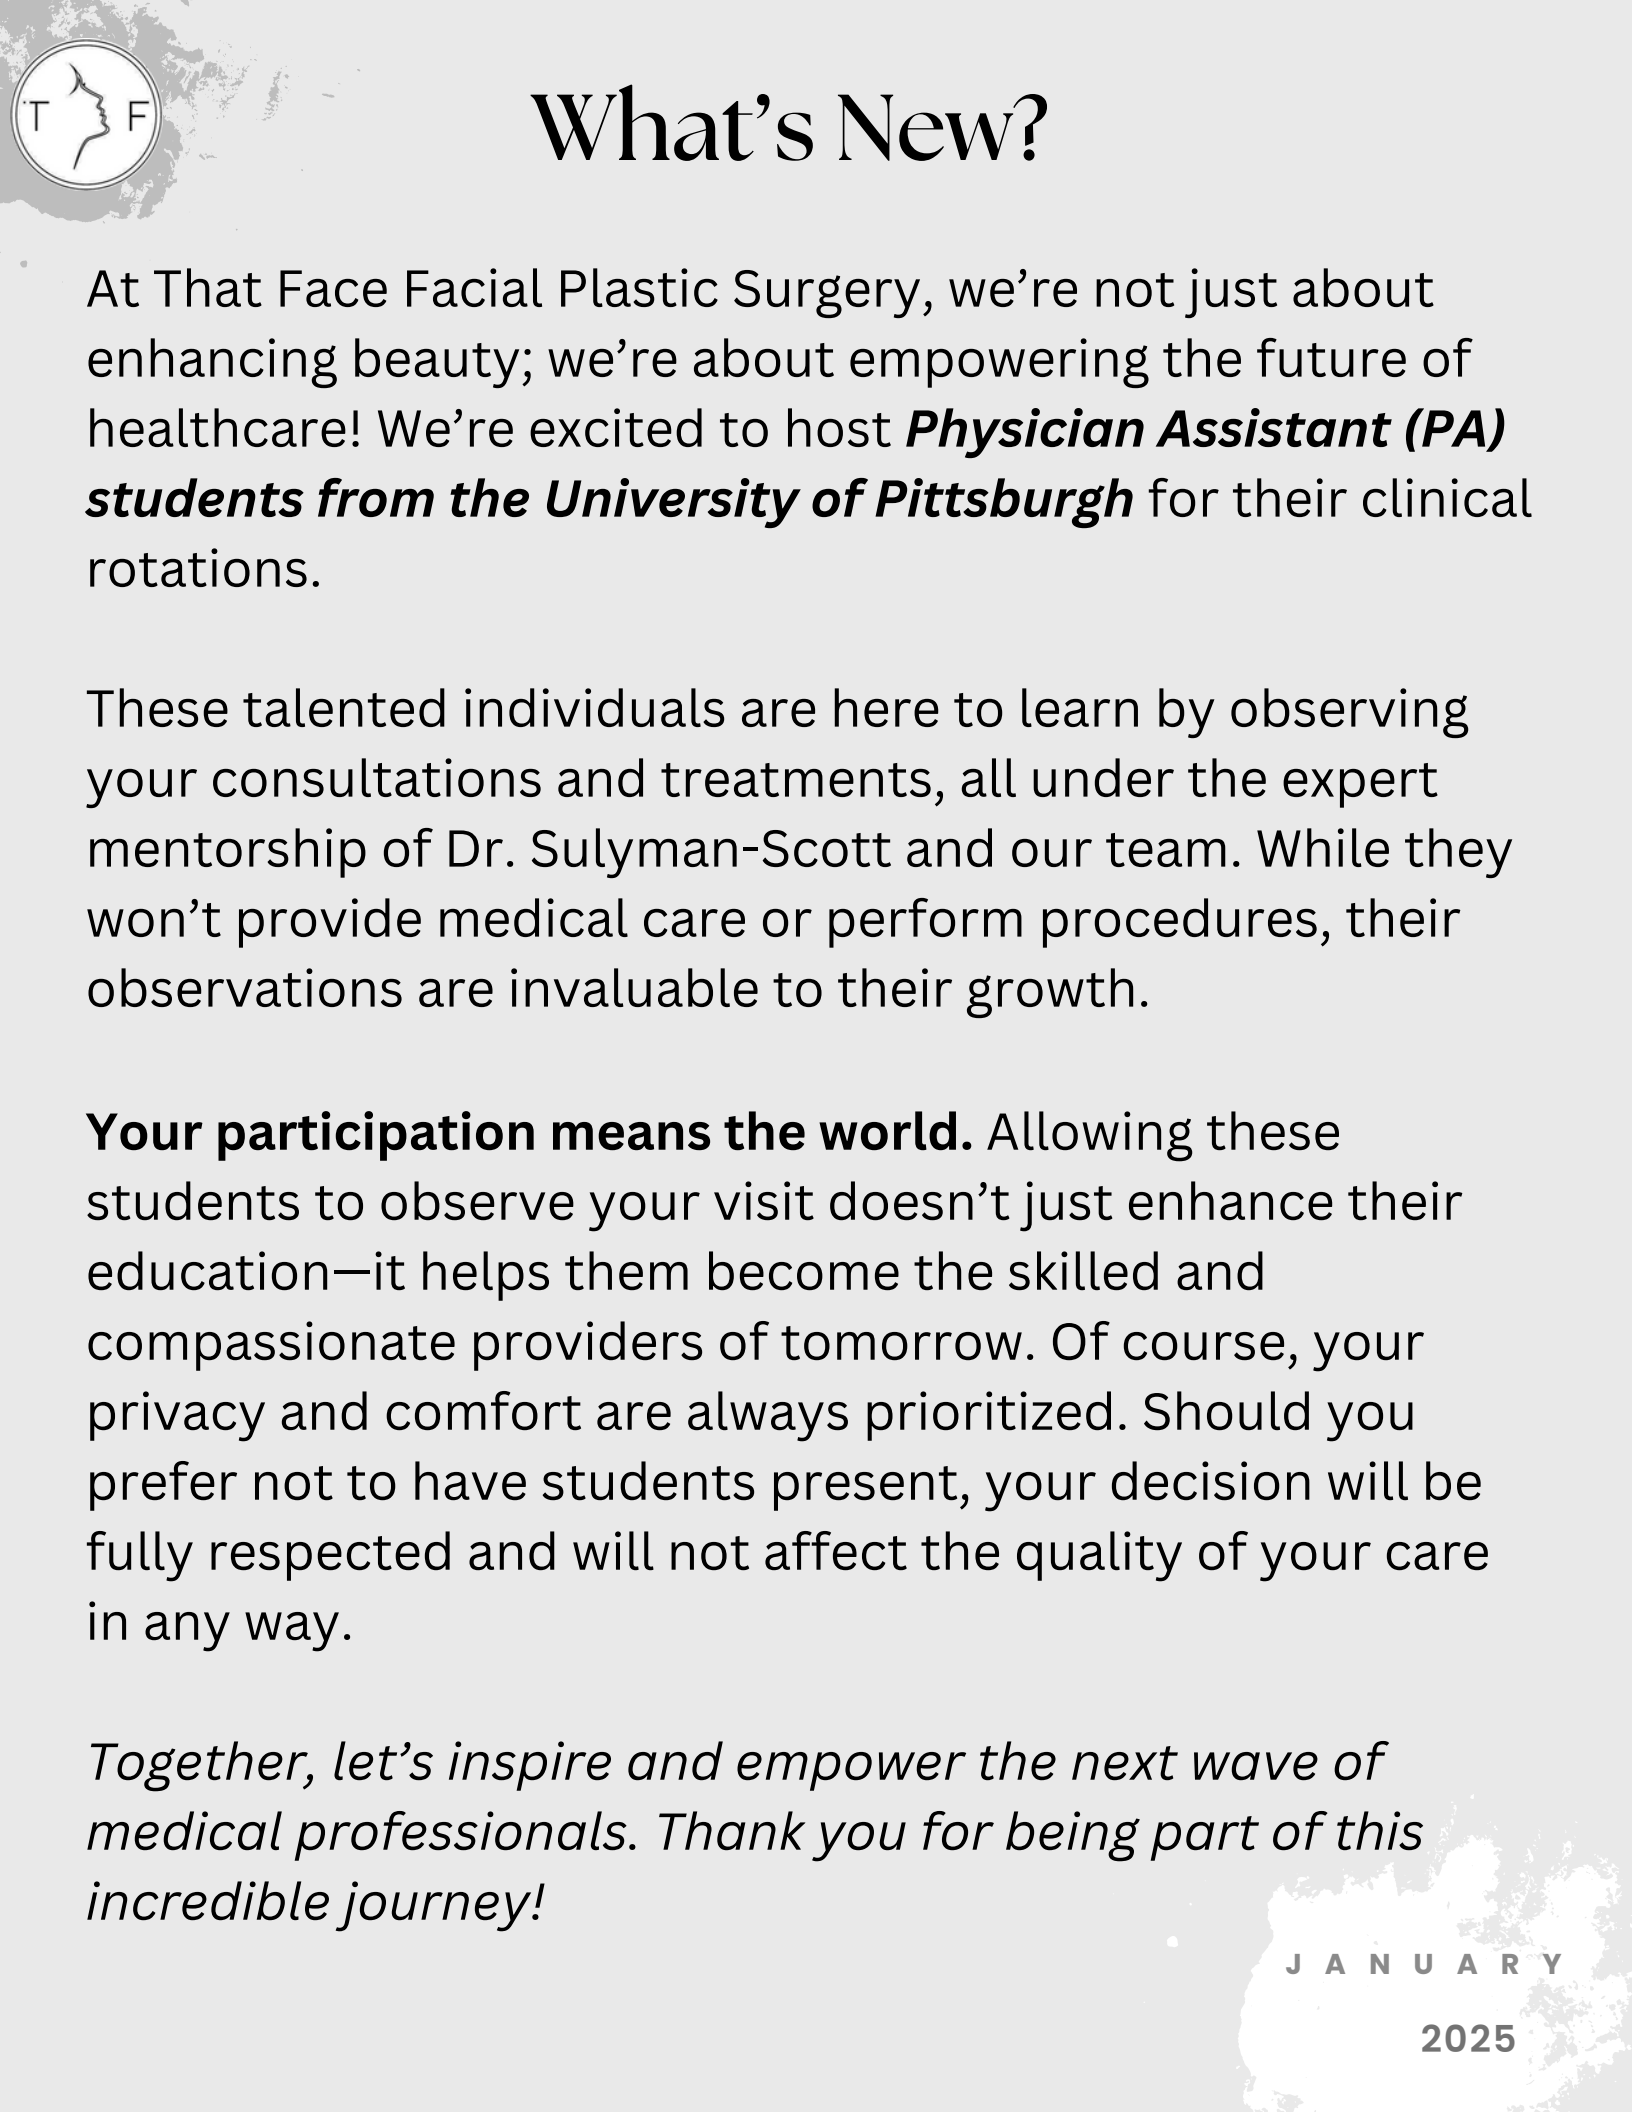 T F
What’s New?
At That Face Facial Plastic Surgery, we’re not just about
enhancing beauty; we’re about empowering the future of
healthcare! We’re excited to host Physician Assistant (PA)
students from the University of Pittsburgh for their clinical
rotations.
These talented individuals are here to learn by observing
your consultations and treatments, all under the expert
mentorship of Dr. Sulyman-Scott and our team. While they
won’t provide medical care or perform procedures, their
observations are invaluable to their growth.
Your participation means the world. Allowing these
students to observe your visit doesn’t just enhance their
education—it helps them become the skilled and
compassionate providers of tomorrow. Of course, your
privacy and comfort are always prioritized. Should you
prefer not to have students present, your decision will be
fully respected and will not affect the quality of your care
in any way.
Together, let’s inspire and empower the next wave of
medical professionals. Thank you for being part of this
incredible journey!
JANUARY
2025